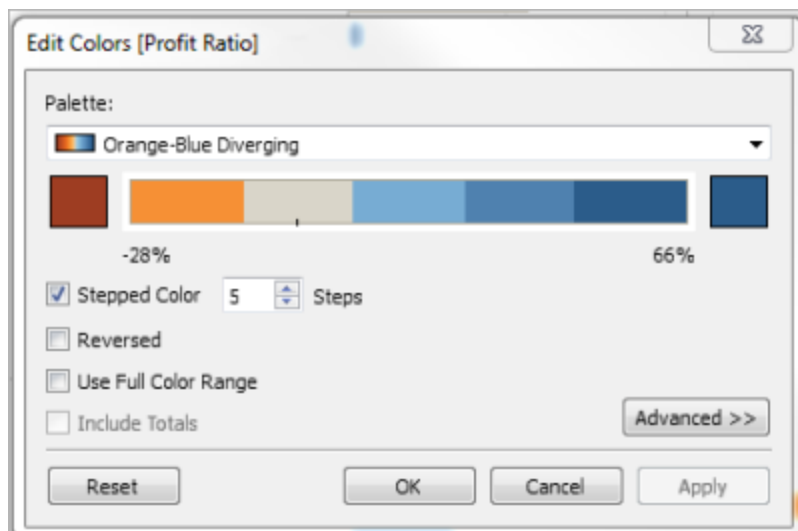 Edit Colors [Profit Ratio]
Palette:
Orange-Blue Diverging
-28% 66%
Stepped Color 5 Steps
Reversed
Use Full Color Range
Include Totals
Advanced >>
Reset OK Cancel Apply